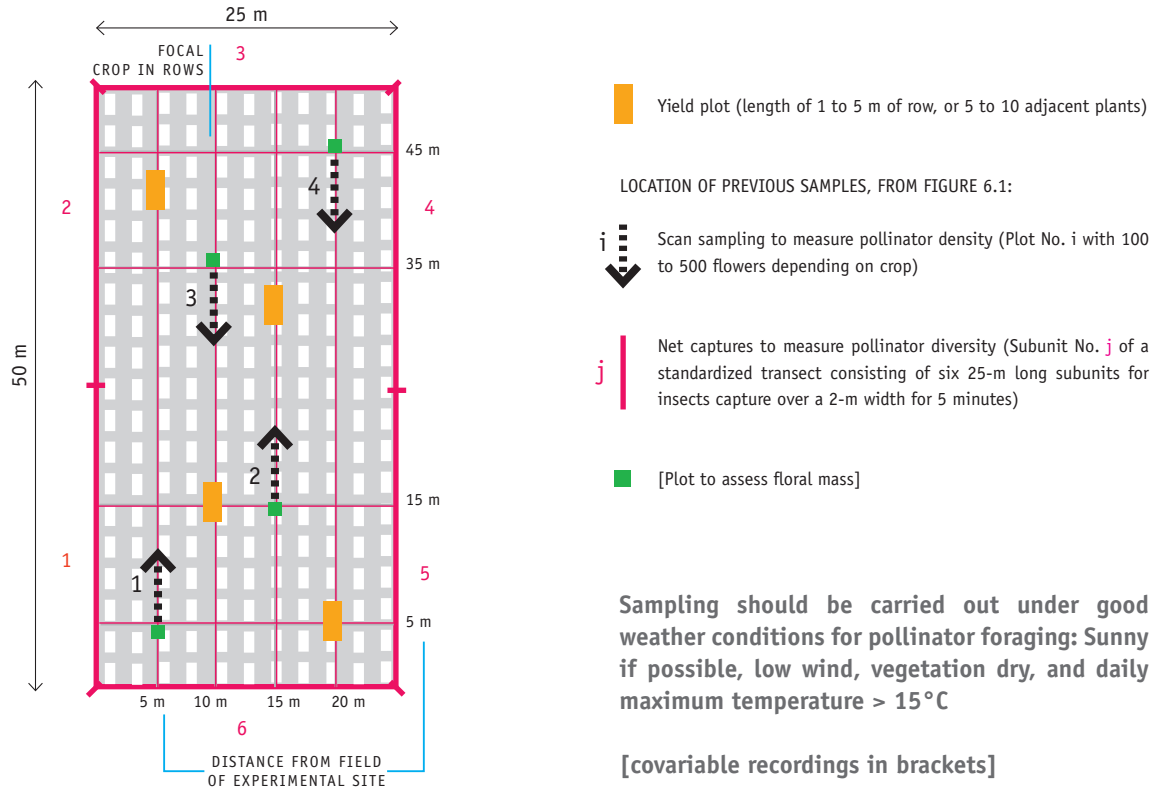 25 m
FOCAL
CROP IN ROWS
3
50 m
2
4
45 m
4
35 m
3
2
15 m
1
1
5
5 m
5 m 10 m 15 m 20 m
6
DISTANCE FROM FIELD
OF EXPERIMENTAL SITE
Yield plot (length of 1 to 5 m of row, or 5 to 10 adjacent plants)
LOCATION OF PREVIOUS SAMPLES, FROM FIGURE 6.1:
i
Scan sampling to measure pollinator density (Plot No. i with 100
to 500 flowers depending on crop)
j
Net captures to measure pollinator diversity (Subunit No. j of a
standardized transect consisting of six 25-m long subunits for
insects capture over a 2-m width for 5 minutes)
[Plot to assess floral mass]
Sampling should be carried out under good
weather conditions for pollinator foraging: Sunny
if possible, low wind, vegetation dry, and daily
maximum temperature > 15°C
[covariable recordings in brackets]